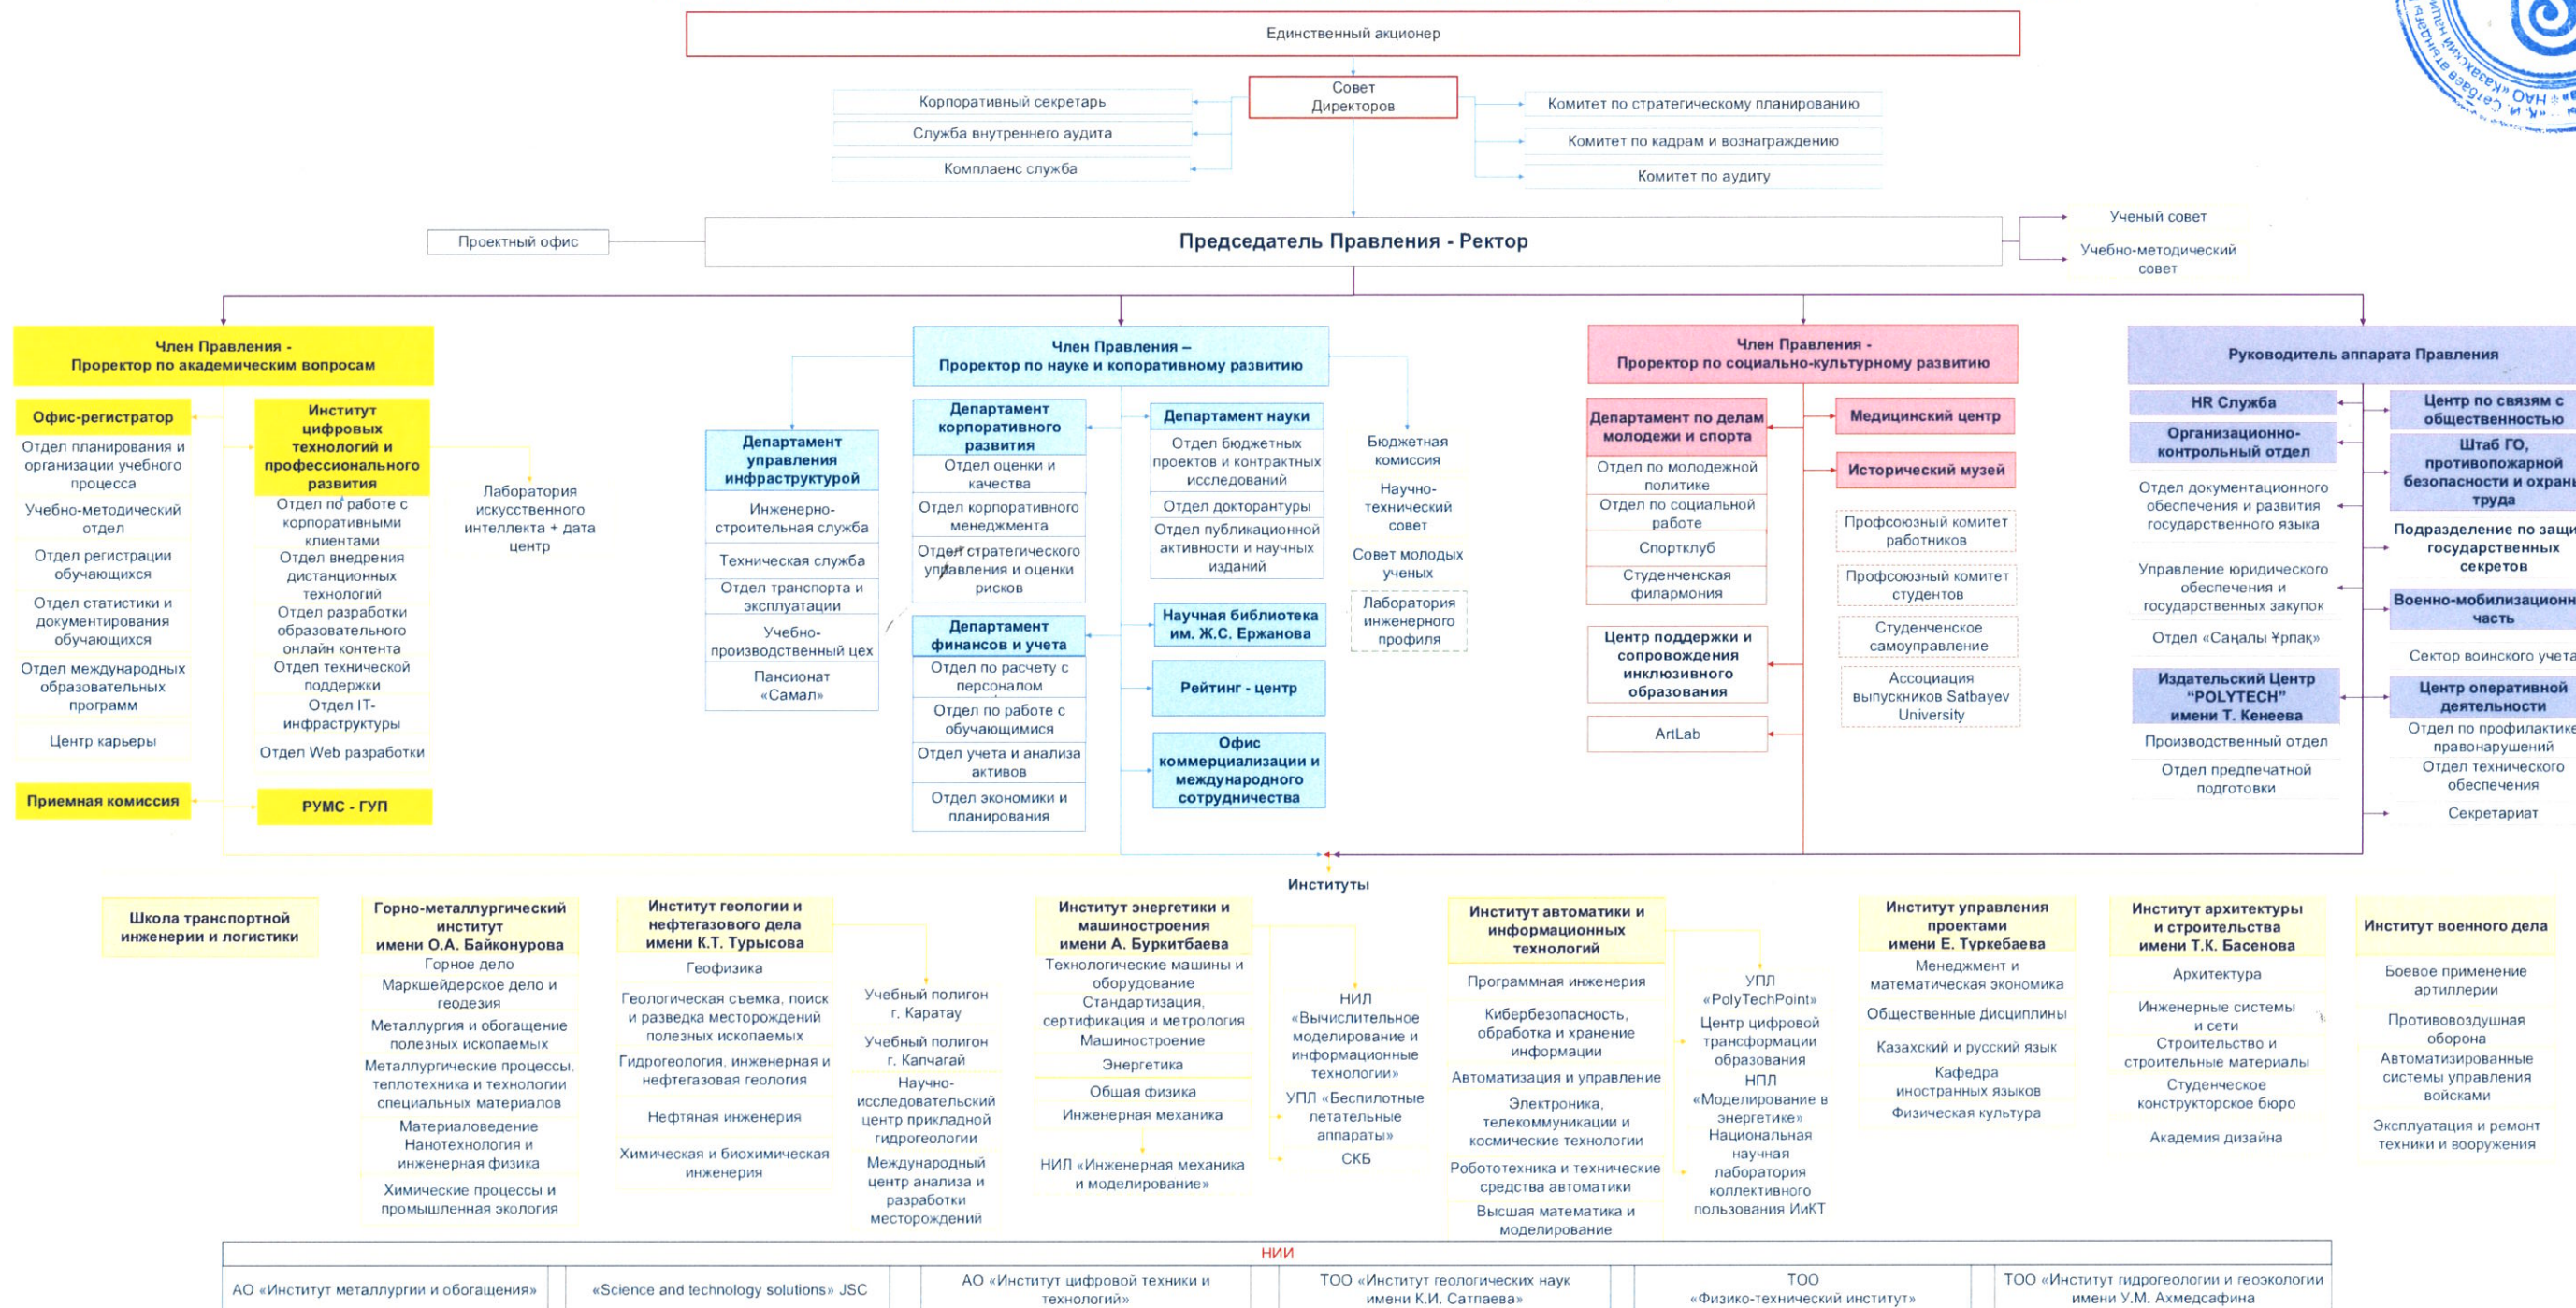 Единственный акционер
Совет
Директоров
Корпоративный секретарь
Служба внутреннего аудита
Комплаенс служба
Комитет по стратегическому планированию
Комитет по кадрам и вознаграждению
Комитет по аудиту
Проектный офис
Председатель Правления - Ректор
Ученый совет
Учебно-методический
совет
Член Правления -
Проректор по академическим вопросам
Офис-регистратор
Отдел планирования и
организации учебного
процесса
Учебно-методический
отдел
Отдел регистрации
обучающихся
Отдел статистики и
документирования
обучающихся
Отдел международных
образовательных
программ
Центр карьеры
Приемная комиссия
Институт
цифровых
технологий и
профессионального
развития
Отдел по работе с
корпоративными
клиентами
Отдел внедрения
дистанционных
технологий
Отдел разработки
образовательного
онлайн контента
Отдел технической
поддержки
Отдел IT-
инфраструктуры
Отдел Web разработки
РУМС - ГУП
Лаборатория
искусственного
интеллекта + дата
центр
Член Правления –
Проректор по науке и копоративному развитию
Департамент
управления
инфраструктурой
Инженерно-
строительная служба
Техническая служба
Отдел транспорта и
эксплуатации
Учебно-
производственный цех
Пансионат
«Самал»
Департамент
корпоративного
развития
Отдел оценки и
качества
Отдел корпоративного
менеджмента
Отдел стратегического
управления и оценки
рисков
Департамент
финансов и учета
Отдел по расчету с
персоналом
Отдел по работе с
обучающимися
Отдел учета и анализа
активов
Отдел экономики и
планирования
Департамент науки
Отдел бюджетных
проектов и контрактных
исследований
Отдел докторантуры
Отдел публикационной
активности и научных
изданий
Научная библиотека
им. Ж.С. Ержанова
Рейтинг - центр
Офис
коммерциализации и
международного
сотрудничества
Бюджетная
комиссия
Научно-
технический
совет
Совет молодых
ученых
Лаборатория
инженерного
профиля
Член Правления -
Проректор по социально-культурному развитию
Департамент по делам
молодежи и спорта
Отдел по молодежной
политике
Отдел по социальной
работе
Спортклуб
Студенческая
филармония
Центр поддержки и
сопровождения
инклюзивного
образования
ArtLab
Медицинский центр
Исторический музей
Профсоюзный комитет
работников
Профсоюзный комитет
студентов
Студенческое
самоуправление
Ассоциация
выпускников Satbayev
University
Руководитель аппарата Правления
HR Служба
Организационно-
контрольный отдел
Отдел документационного
обеспечения и развития
государственного языка
Управление юридического
обеспечения и
государственных закупок
Отдел «Саңалы Ұрпақ»
Издательский Центр
“POLYTECH”
имени Т. Кенеева
Производственный отдел
Отдел предпечатной
подготовки
Центр по связям с
общественностью
Штаб ГО,
противопожарной
безопасности и охраны
труда
Подразделение по защи
государственных
секретов
Военно-мобилизационн
часть
Сектор воинского учета
Центр оперативной
деятельности
Отдел по профилактике
правонарушений
Отдел технического
обеспечения
Секретариат
Институты
Школа транспортной
инженерии и логистики
Горно-металлургический
институт
имени О.А. Байконурова
Горное дело
Маркшейдерское дело и
геодезия
Металлургия и обогащение
полезных ископаемых
Металлургические процессы,
теплотехника и технологии
специальных материалов
Материаловедение
Нанотехнология и
инженерная физика
Химические процессы и
промышленная экология
Институт геологии и
нефтегазового дела
имени К.Т. Турысова
Геофизика
Геологическая съемка, поиск
и разведка месторождений
полезных ископаемых
Гидрогеология, инженерная и
нефтегазовая геология
Нефтяная инженерия
Химическая и биохимическая
инженерия
Учебный полигон
г. Каратау
Учебный полигон
г. Капчагай
Научно-
исследовательский
центр прикладной
гидрогеологии
Международный
центр анализа и
разработки
месторождений
Институт энергетики и
машиностроения
имени А. Буркитбаева
Технологические машины и
оборудование
Стандартизация,
сертификация и метрология
Машиностроение
Энергетика
Общая физика
Инженерная механика
НИЛ «Инженерная механика
и моделирование»
НИЛ
«Вычислительное
моделирование и
информационные
технологии»
УПЛ «Беспилотные
летательные
аппараты»
СКБ
Институт автоматики и
информационных
технологий
Программная инженерия
Кибербезопасность,
обработка и хранение
информации
Автоматизация и управление
Электроника,
телекоммуникации и
космические технологии
Робототехника и технические
средства автоматики
Высшая математика и
моделирование
УПЛ
«PolyTechPoint»
Центр цифровой
трансформации
образования
НПЛ
«Моделирование в
энергетике»
Национальная
научная
лаборатория
коллективного
пользования ИиКТ
Институт управления
проектами
имени Е. Туркебаева
Менеджмент и
математическая экономика
Общественные дисциплины
Казахский и русский язык
Кафедра
иностранных языков
Физическая культура
Институт архитектуры
и строительства
имени Т.К. Басенова
Архитектура
Инженерные системы
и сети
Строительство и
строительные материалы
Студенческое
конструкторское бюро
Академия дизайна
Институт военного дела
Боевое применение
артиллерии
Противовоздушная
оборона
Автоматизированные
системы управления
войсками
Эксплуатация и ремонт
техники и вооружения
НИИ
АО «Институт металлургии и обогащения»
«Science and technology solutions» JSC
АО «Институт цифровой техники и
технологий»
ТОО «Институт геологических наук
имени К.И. Сатпаева»
ТОО
«Физико-технический институт»
ТОО «Институт гидрогеологии и геоэкологии
имени У.М. Ахмедсафина